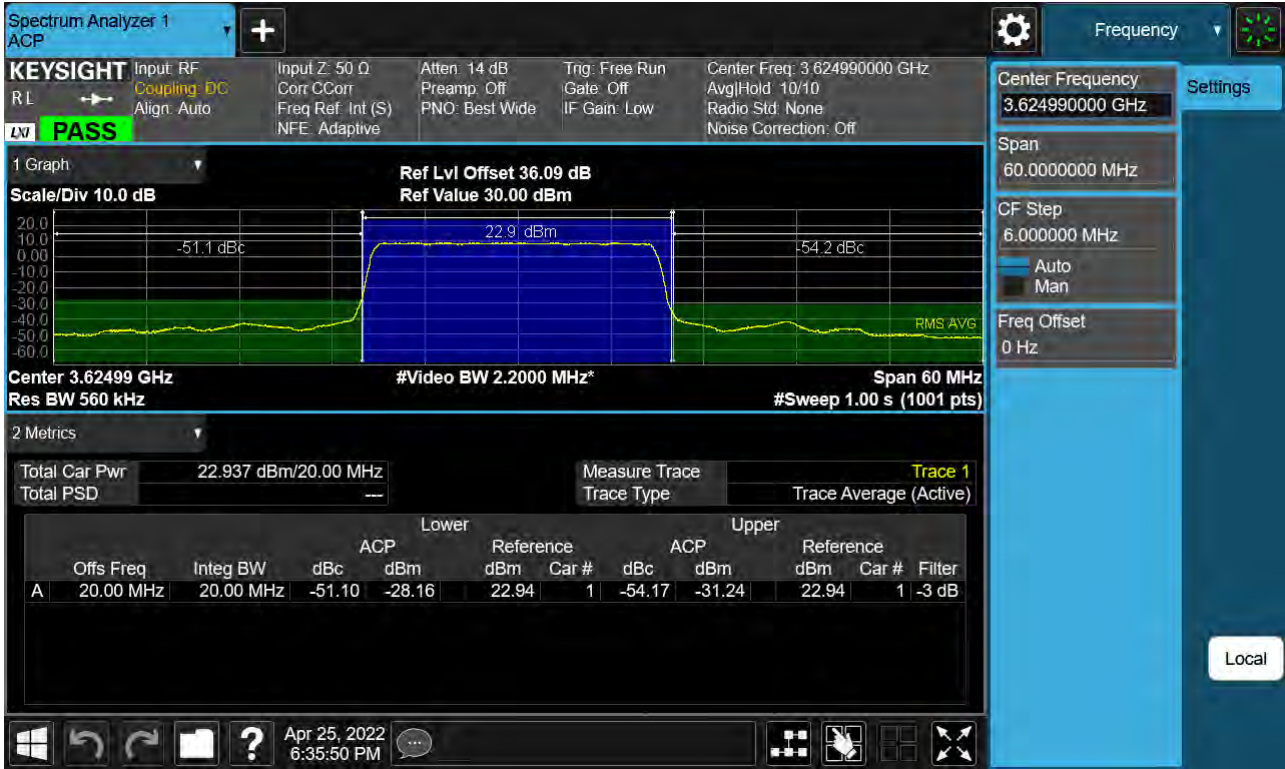 Spectrum Analyzer 1
ACP
+
Frequency
KEYSIGHT
Input: RF
Input Z: 50 Ω
Atten: 14 dB
Trig: Free Run
Center Freq: 3.624990000 GHz
Coupling: DC
Corr CCorr
Preamp: Off
Gate: Off
Avg|Hold: 10/10
R L
Align: Auto
Freq Ref: Int (S)
PNO: Best Wide
IF Gain: Low
Radio Std: None
LXI
PASS
NFE: Adaptive
Noise Correction: Off
Center Frequency
3.624990000 GHz
Settings
Span
60.0000000 MHz
CF Step
6.000000 MHz
Auto
Man
Freq Offset
0 Hz
1 Graph
Scale/Div 10.0 dB
Ref Lvl Offset 36.09 dB
Ref Value 30.00 dBm
20.0
10.0
0.00
-10.0
-20.0
-30.0
-40.0
-50.0
-60.0
-51.1 dBc
22.9 dBm
-54.2 dBc
RMS AVG
Center 3.62499 GHz
#Video BW 2.2000 MHz*
Span 60 MHz
Res BW 560 kHz
#Sweep 1.00 s (1001 pts)
2 Metrics
Total Car Pwr 22.937 dBm/20.00 MHz
Total PSD ---
Measure Trace Trace 1
Trace Type Trace Average (Active)
Lower Upper
ACP Reference ACP Reference
Offs Freq Integ BW dBc dBm dBm Car # dBc dBm dBm Car # Filter
A 20.00 MHz 20.00 MHz -51.10 -28.16 22.94 1 -54.17 -31.24 22.94 1 -3 dB
Local
?
Apr 25, 2022
6:35:50 PM